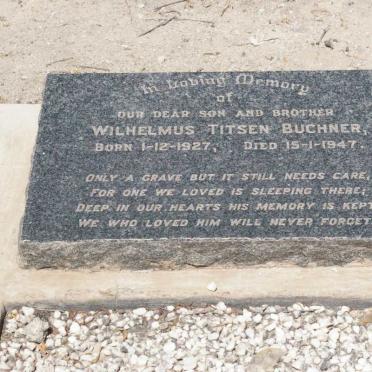 In Loving Memory
of
OUR DEAR SON AND BROTHER
WILHELMUS TITSEN BUCHNER,
BORN 1-12-1927, DIED 15-1-1947.
ONLY A GRAVE BUT IT STILL NEEDS CARE,
FOR ONE WE LOVED IS SLEEPING THERE;
DEEP IN OUR HEARTS HIS MEMORY IS KEPT
WE WHO LOVED HIM WILL NEVER FORGET